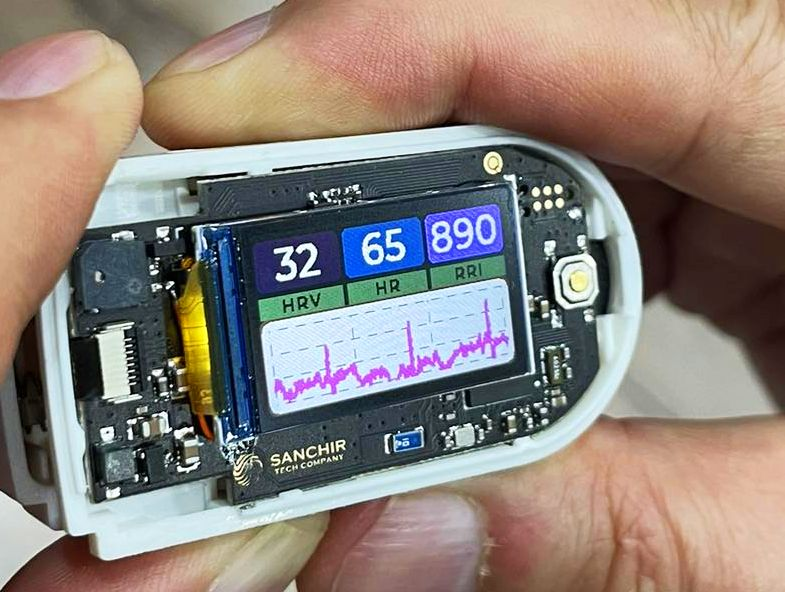 32 65 890
HRV HR RRI
SANCHIR
TECH COMPANY